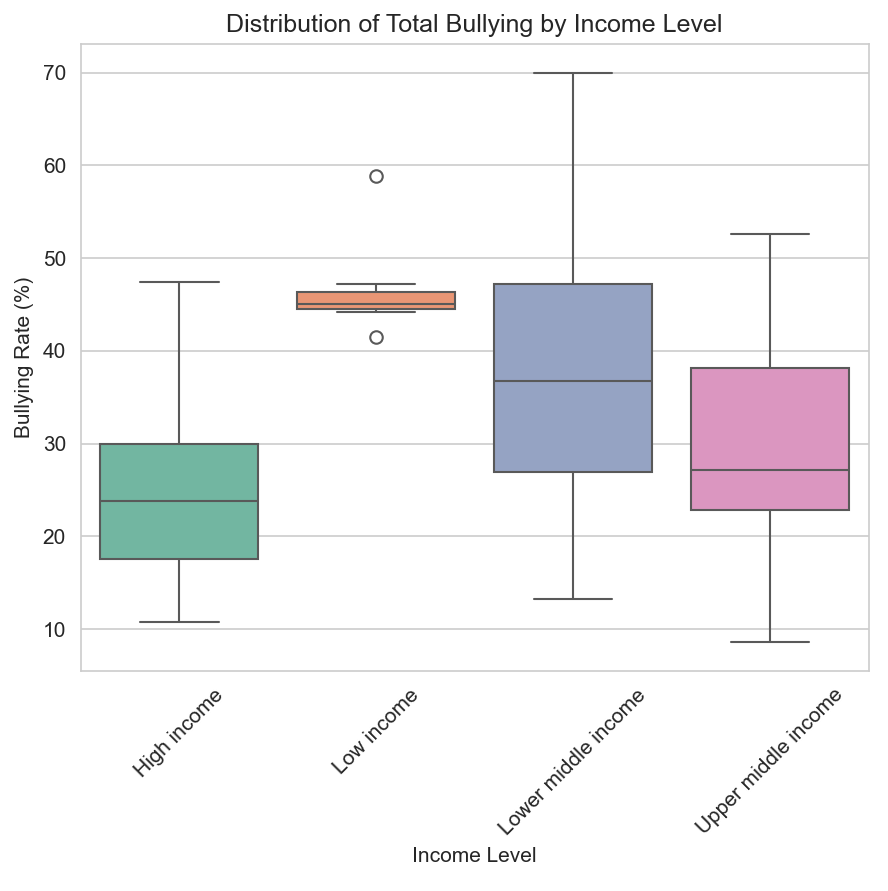 Distribution of Total Bullying by Income Level
Bullying Rate (%)
70
60
50
40
30
20
10
High income
Low income
Lower middle income
Upper middle income
Income Level